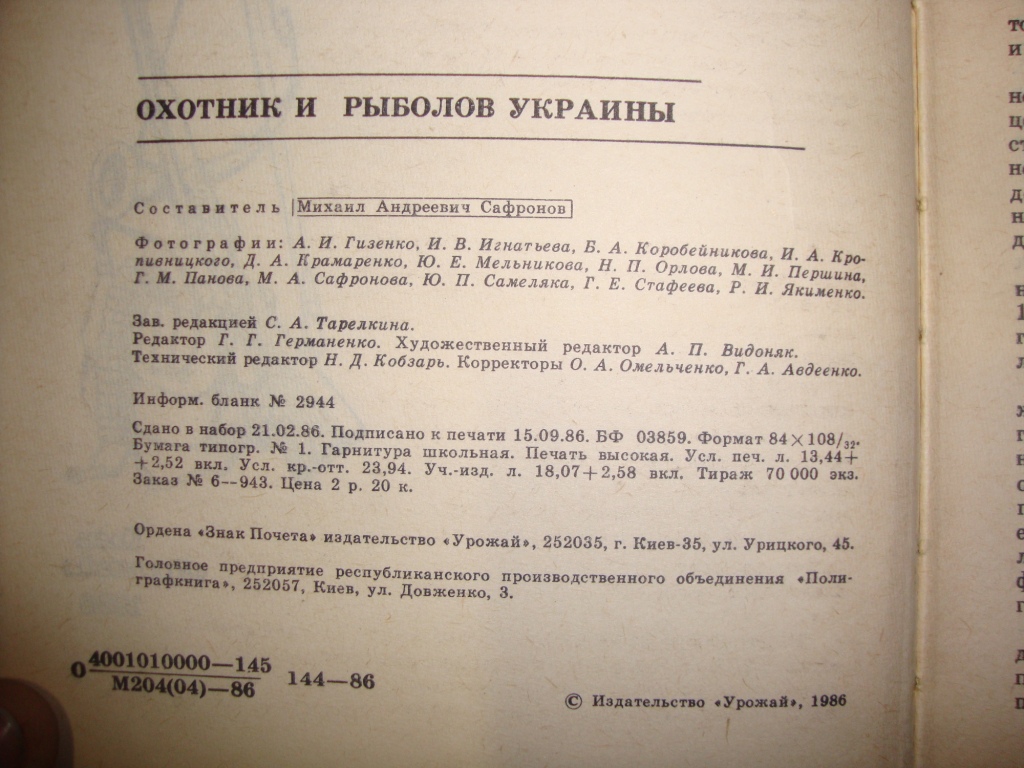 ОХОТНИК И РЫБОЛОВ УКРАИНЫ
Составитель Михаил Андреевич Сафронов
Фотографии: А. И. Гизенко, И. В. Игнатьева, Б. А. Коробейникова, И. А. Кро-
пивницкого, Д. А. Крамаренко, Ю. Е. Мельникова, Н. П. Орлова, М. И. Першина,
Г. М. Панова, М. А. Сафронова, Ю. П. Самеляка, Г. Е. Стафеева, Р. И. Якименко.
Зав. редакцией С. А. Тарелкина.
Редактор Г. Г. Германенко. Художественный редактор А. П. Видоняк.
Технический редактор Н. Д. Кобзарь. Корректоры О. А. Омельченко, Г. А. Авдеенко.
Информ. бланк № 2944
Сдано в набор 21.02.86. Подписано к печати 15.09.86. БФ 03859. Формат 84×108/32.
Бумага типогр. № 1. Гарнитура школьная. Печать высокая. Усл. печ. л. 13,44+
+2,52 вкл. Усл. кр.-отт. 23,94. Уч.-изд. л. 18,07+2,58 вкл. Тираж 70 000 экз.
Заказ № 6--943. Цена 2 р. 20 к.
Ордена «Знак Почета» издательство «Урожай», 252035, г. Киев-35, ул. Урицкого, 45.
Головное предприятие республиканского производственного объединения «Поли-
графкнига», 252057, Киев, ул. Довженко, 3.
О 4001010000—145
М204(04)—86 144—86
© Издательство «Урожай», 1986